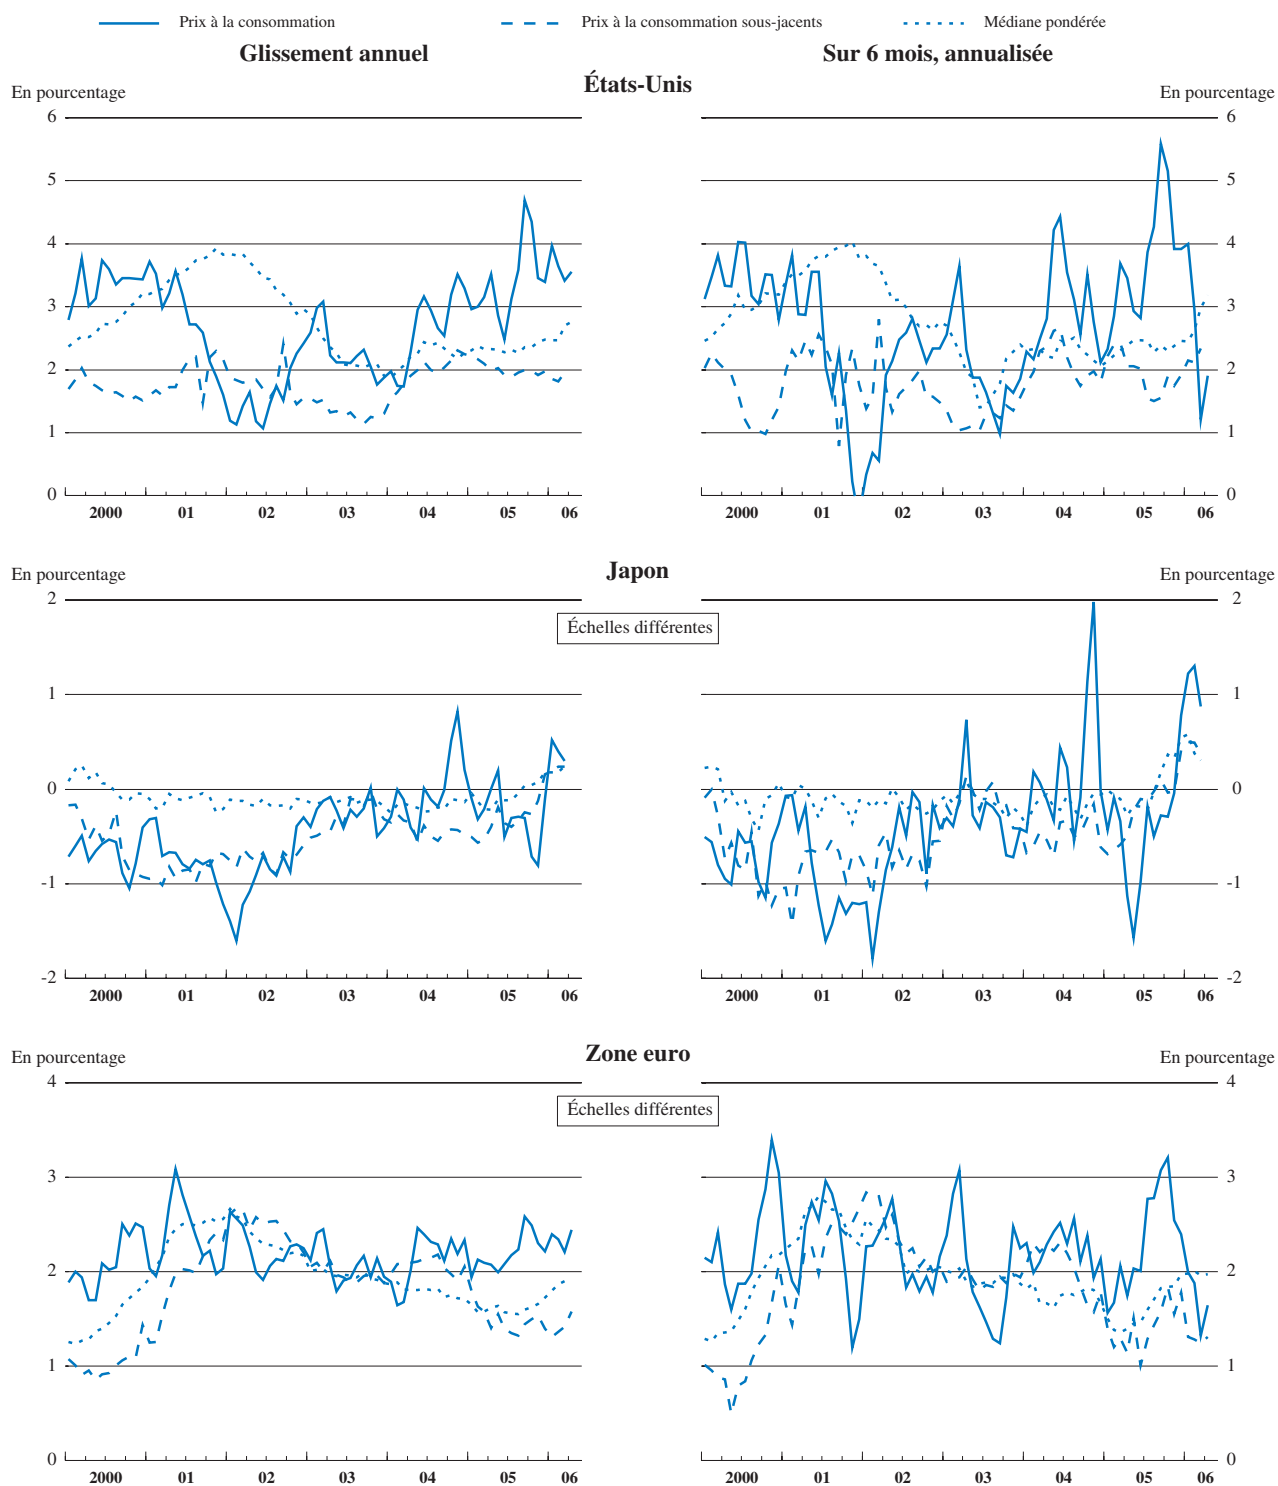 Prix à la consommation Prix à la consommation sous-jacents Médiane pondérée
Glissement annuel Sur 6 mois, annualisée
États-Unis
En pourcentage En pourcentage
6 6
5 5
4 4
3 3
2 2
1 1
0 0
2000 01 02 03 04 05 06 2000 01 02 03 04 05 06
Japon
En pourcentage En pourcentage
2 2
Échelles différentes
1 1
0 0
-1 -1
-2 -2
2000 01 02 03 04 05 06 2000 01 02 03 04 05 06
Zone euro
En pourcentage En pourcentage
4 4
Échelles différentes
3 3
2 2
1 1
0 0
2000 01 02 03 04 05 06 2000 01 02 03 04 05 06